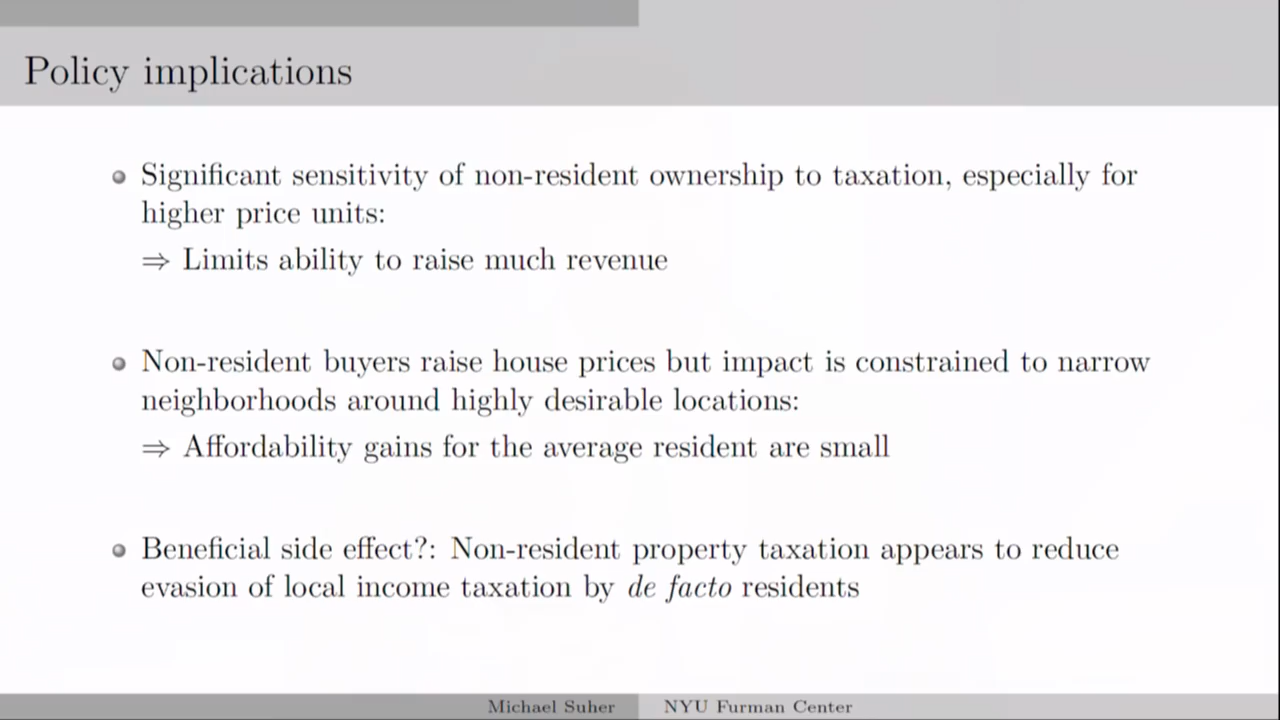 Policy implications
Significant sensitivity of non-resident ownership to taxation, especially for
higher price units:
⇒ Limits ability to raise much revenue
Non-resident buyers raise house prices but impact is constrained to narrow
neighborhoods around highly desirable locations:
⇒ Affordability gains for the average resident are small
Beneficial side effect?: Non-resident property taxation appears to reduce
evasion of local income taxation by de facto residents
Michael Suher NYU Furman Center